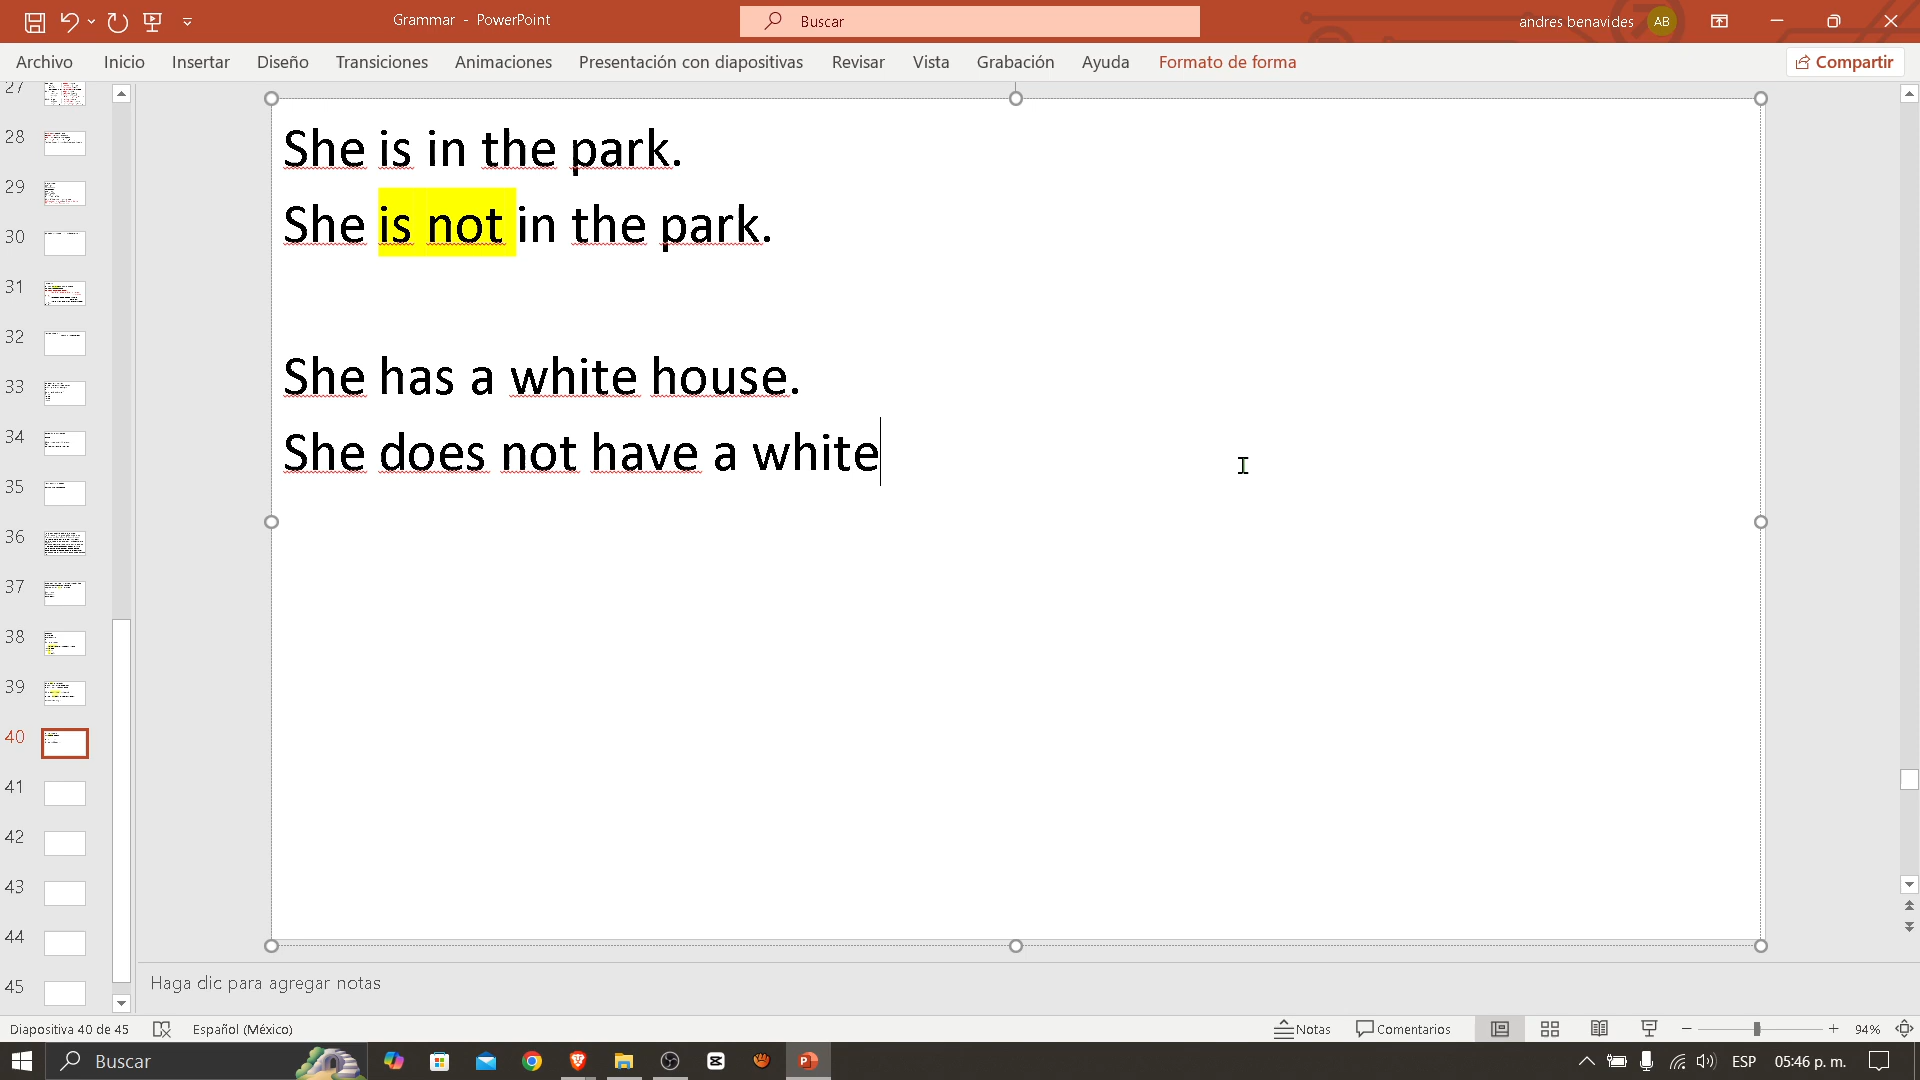 Grammar - PowerPoint
Buscar
andres benavides
AB
Archivo Inicio Insertar Diseño Transiciones Animaciones Presentación con diapositivas Revisar Vista Grabación Ayuda Formato de forma
Compartir
27
28
29
30
31
32
33
34
35
36
37
38
39
40
41
42
43
44
45
She is in the park.
She is not in the park.
She has a white house.
She does not have a white
Haga clic para agregar notas
Diapositiva 40 de 45
Español (México)
Notas
Comentarios
94%
Buscar
ESP
05:46 p. m.